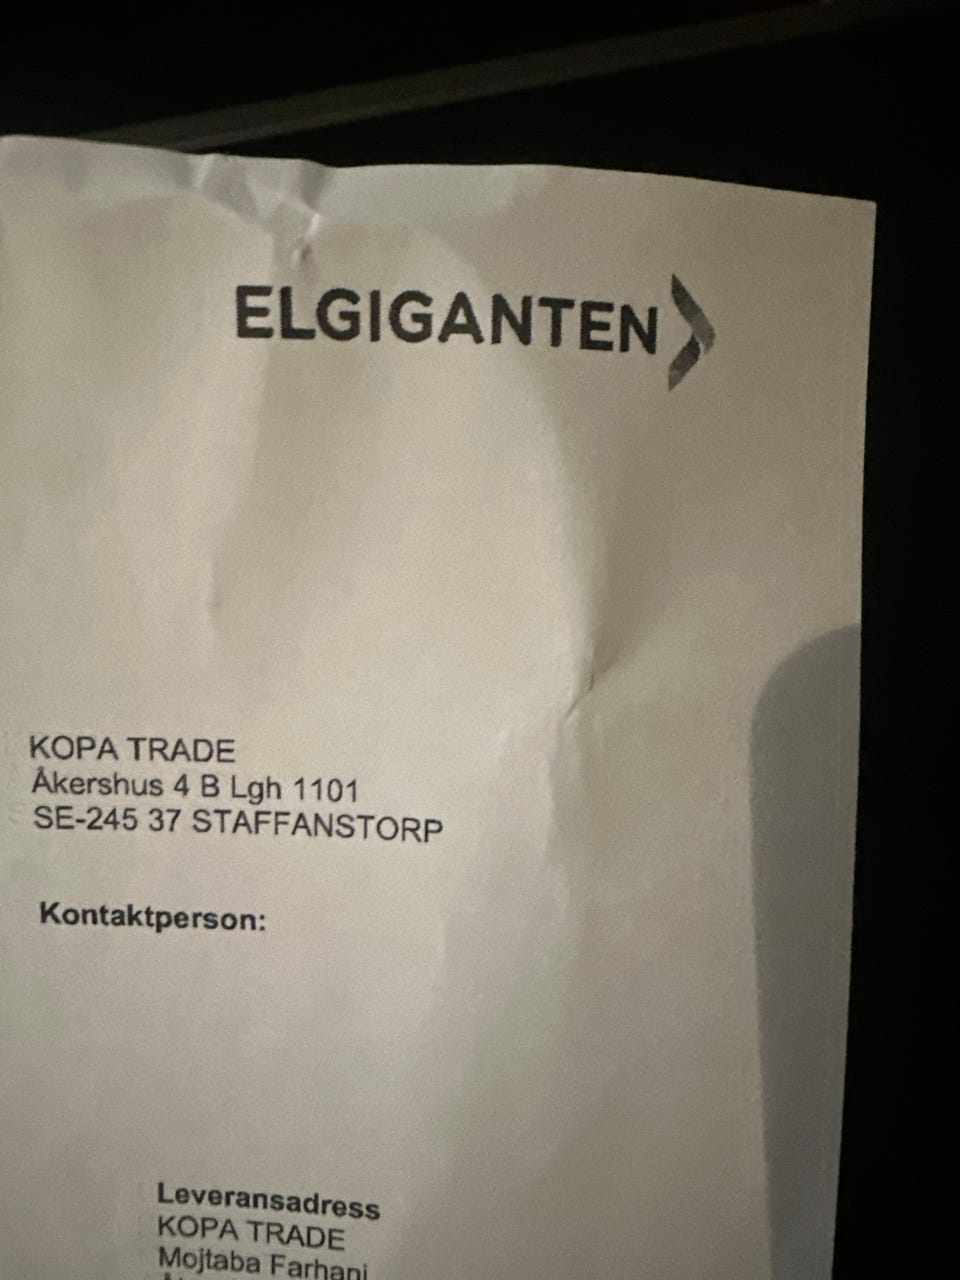 ELGIGANTEN
KOPA TRADE
Åkershus 4 B Lgh 1101
SE-245 37 STAFFANSTORP
Kontaktperson:
Leveransadress
KOPA TRADE
Mojtaba Farhani